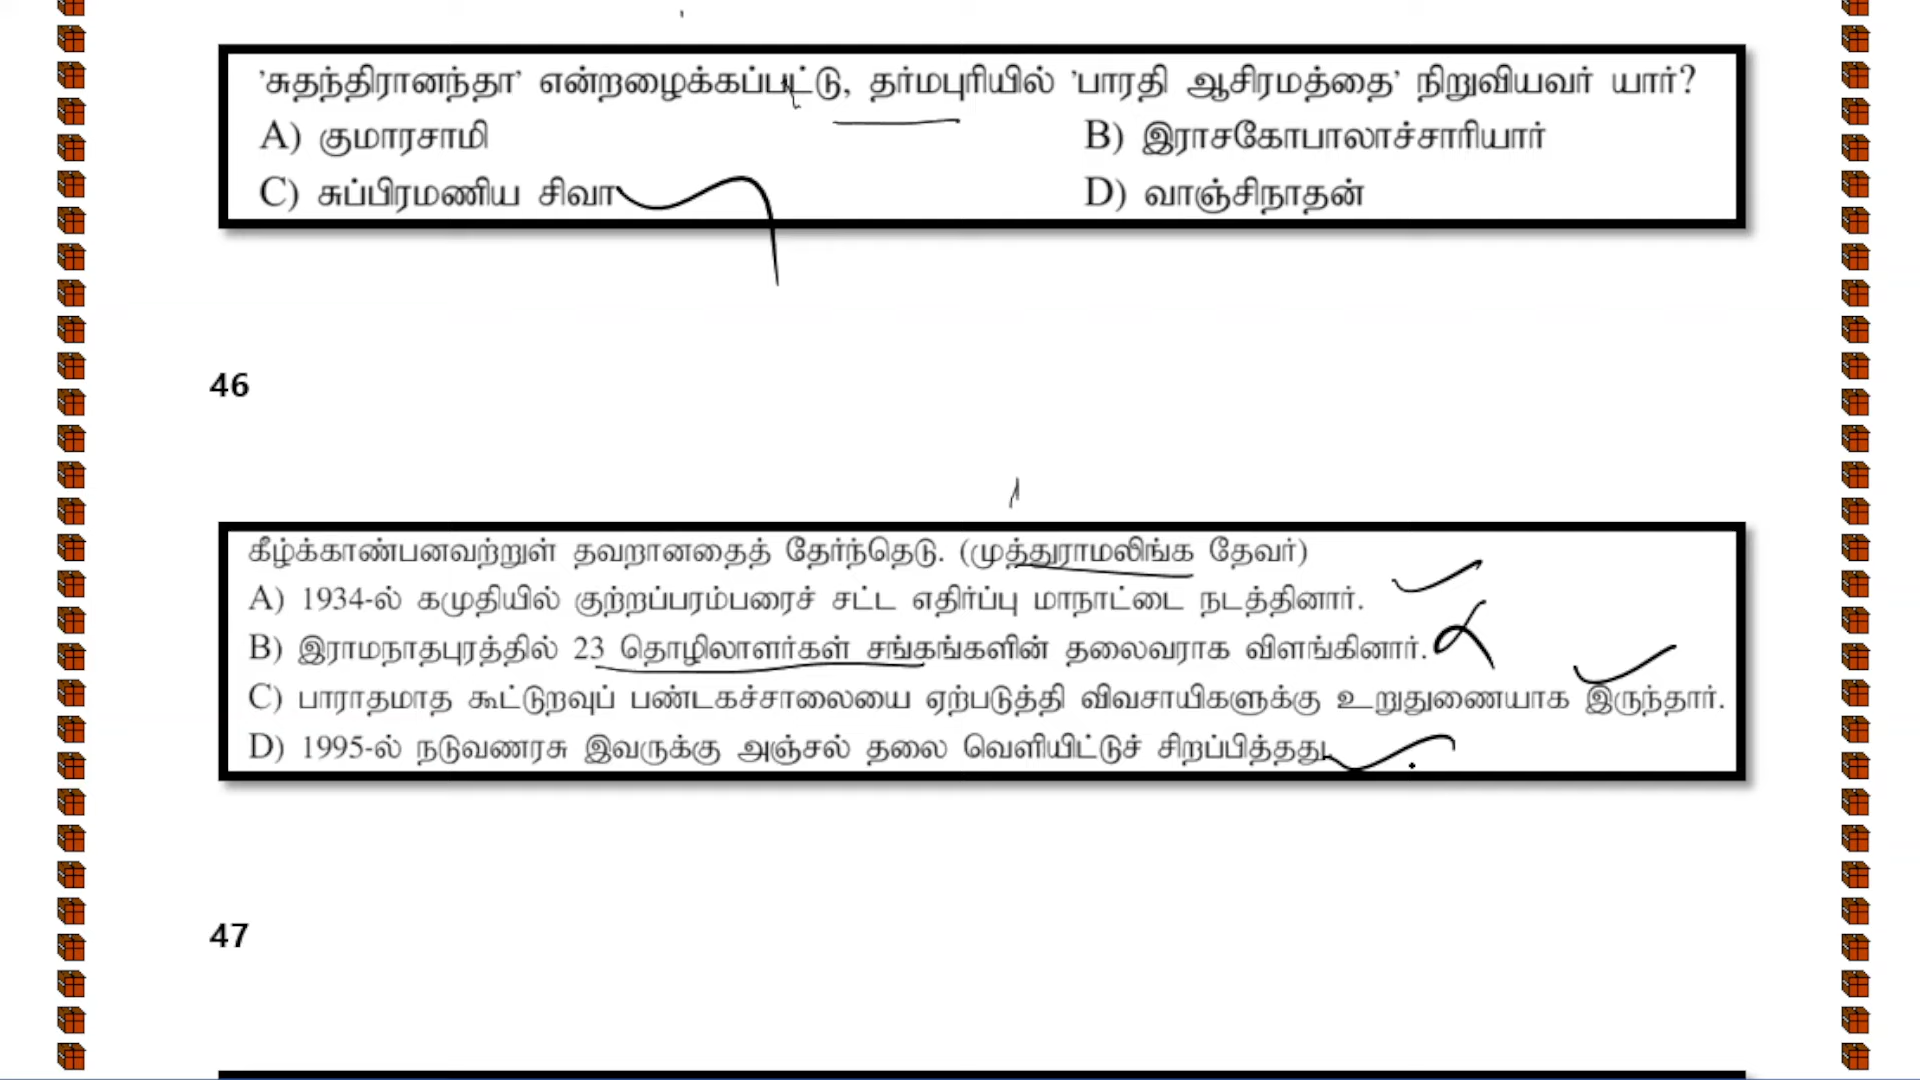 'சுதந்திரானந்தா' என்றழைக்கப்பட்டு, தர்மபுரியில் 'பாரதி ஆசிரமத்தை' நிறுவியவர் யார்?
A) குமாரசாமி B) இராசகோபாலாச்சாரியார்
C) சுப்பிரமணிய சிவா D) வாஞ்சிநாதன்
46
கீழ்க்காண்பனவற்றுள் தவறானதைத் தேர்ந்தெடு. (முத்துராமலிங்க தேவர்)
A) 1934-ல் கமுதியில் குற்றப்பரம்பரைச் சட்ட எதிர்ப்பு மாநாட்டை நடத்தினார்.
B) இராமநாதபுரத்தில் 23 தொழிலாளர்கள் சங்கங்களின் தலைவராக விளங்கினார்.
C) பாராதமாத கூட்டுறவுப் பண்டகச்சாலையை ஏற்படுத்தி விவசாயிகளுக்கு உறுதுணையாக இருந்தார்.
D) 1995-ல் நடுவணரசு இவருக்கு அஞ்சல் தலை வெளியிட்டுச் சிறப்பித்தது.
47